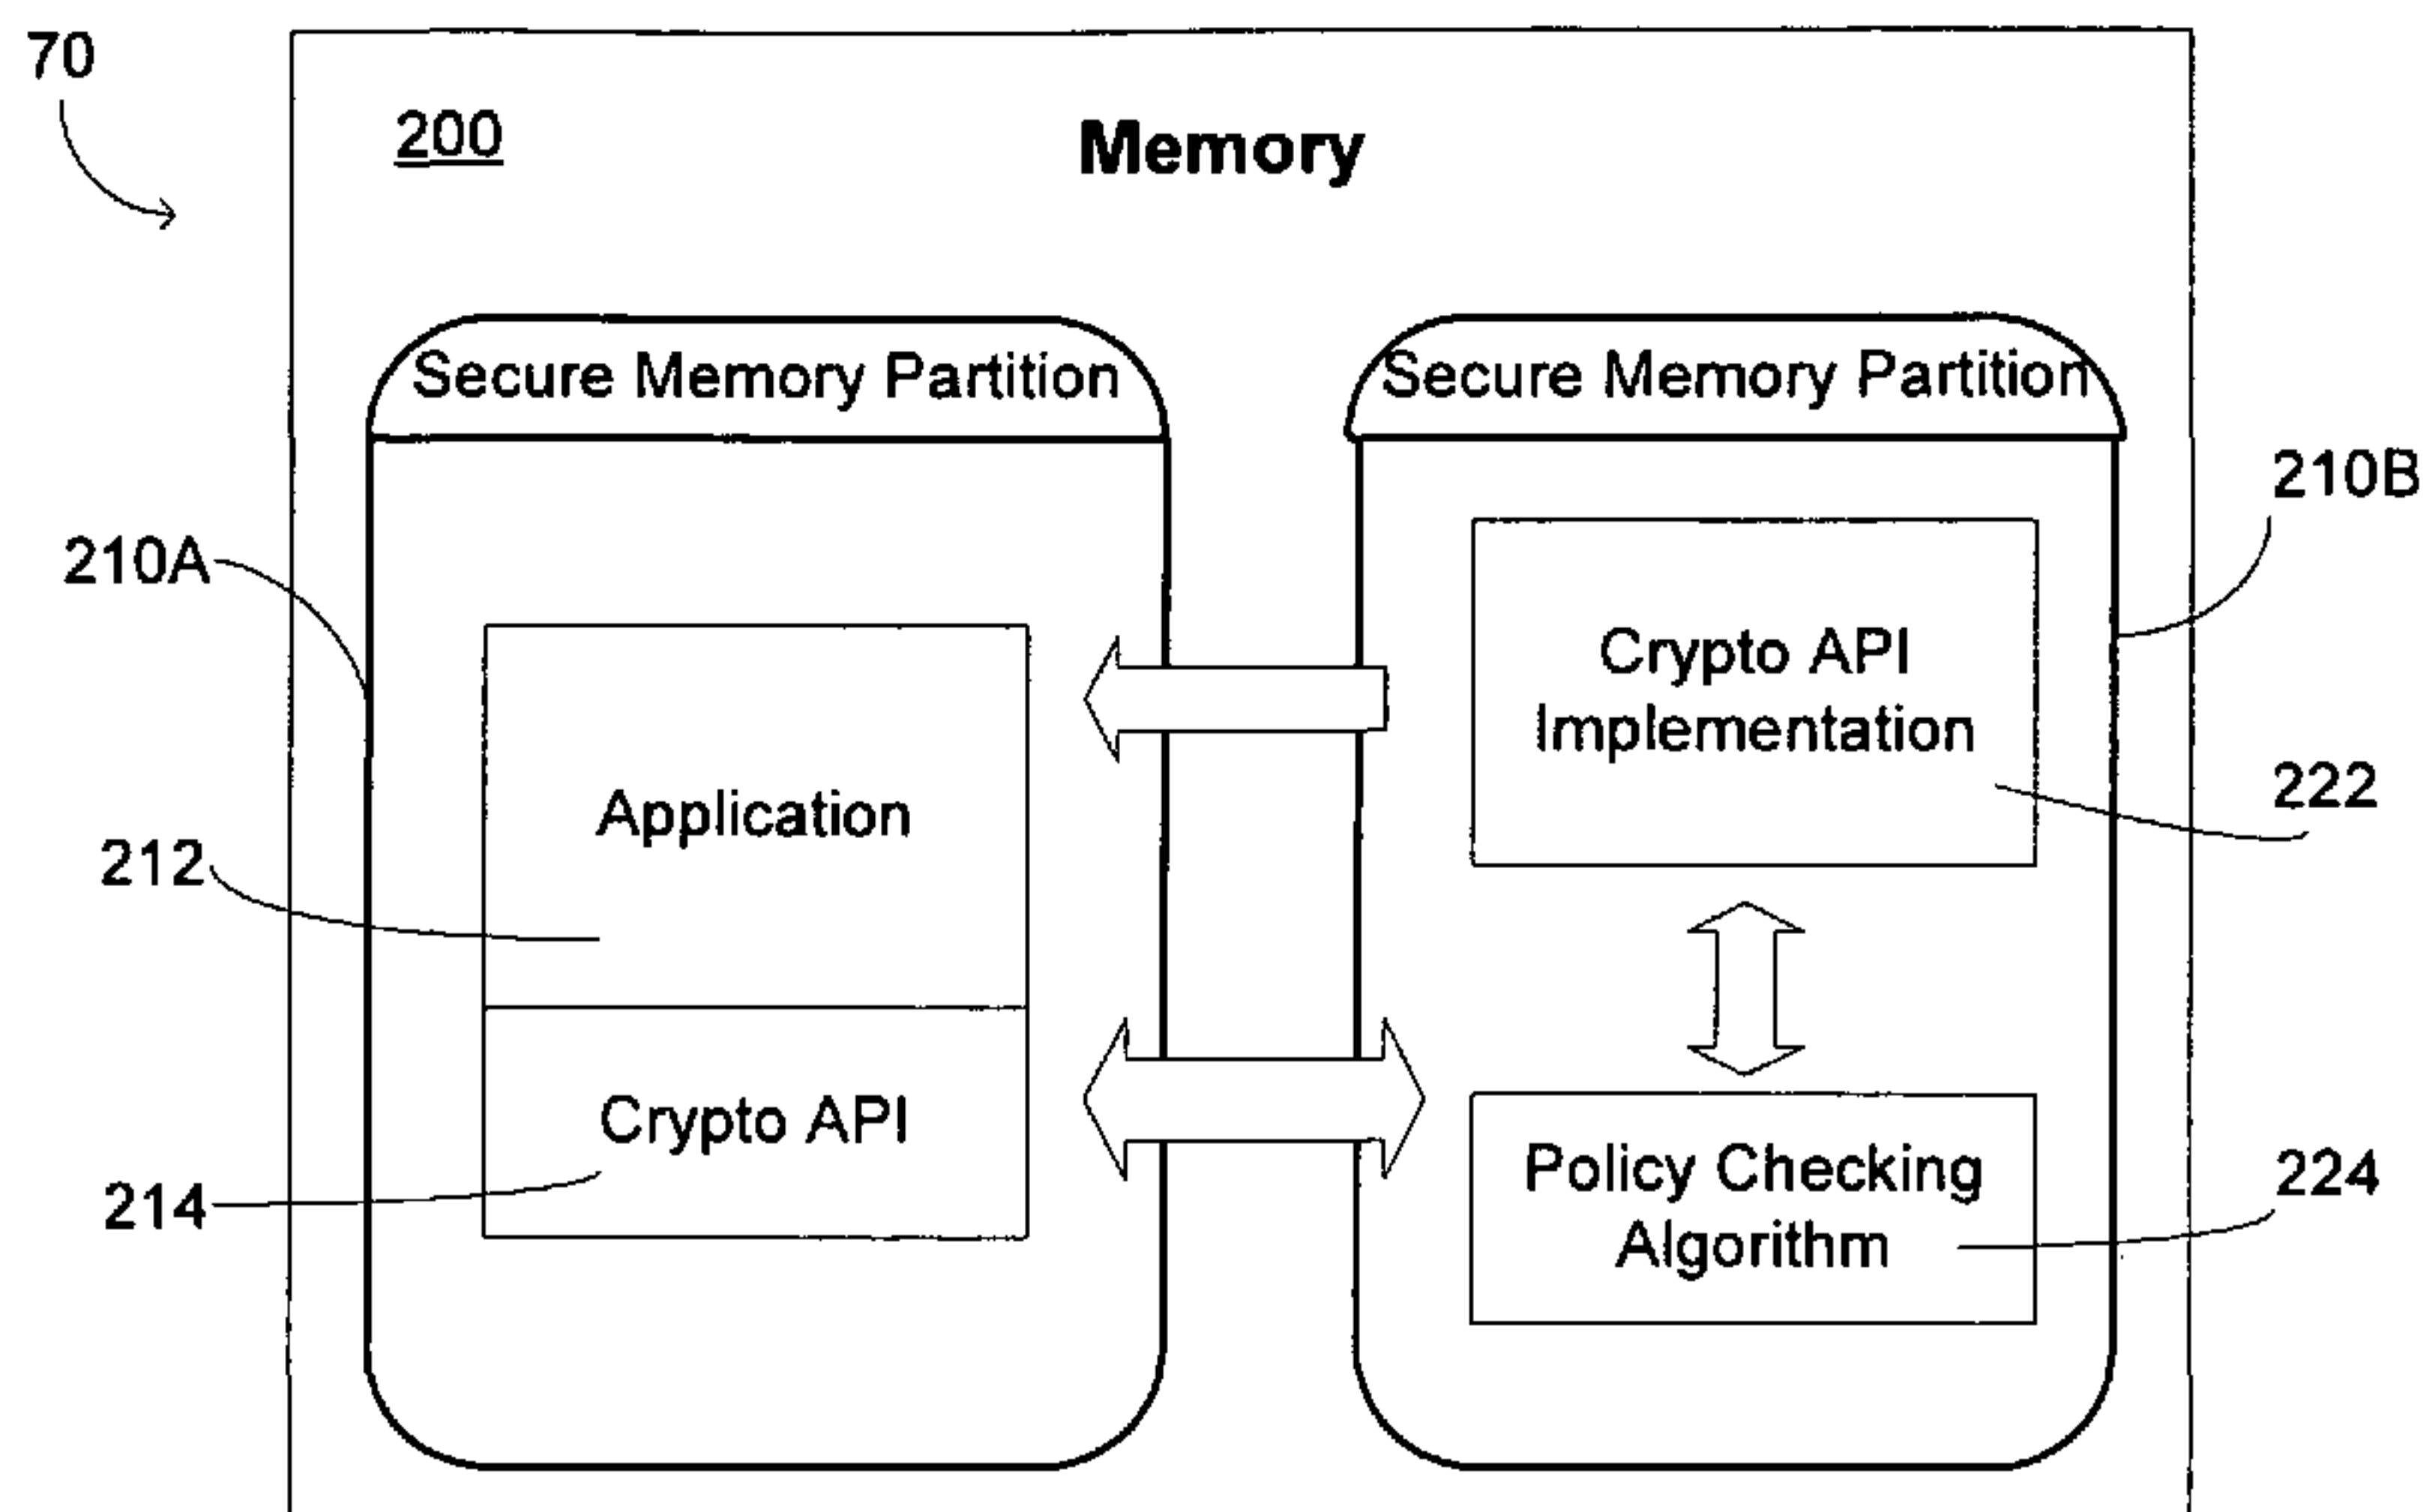 70
200
Memory
Secure Memory Partition
Secure Memory Partition
210B
210A
Crypto API
Implementation
222
Application
212
Crypto API
214
Policy Checking
Algorithm
224